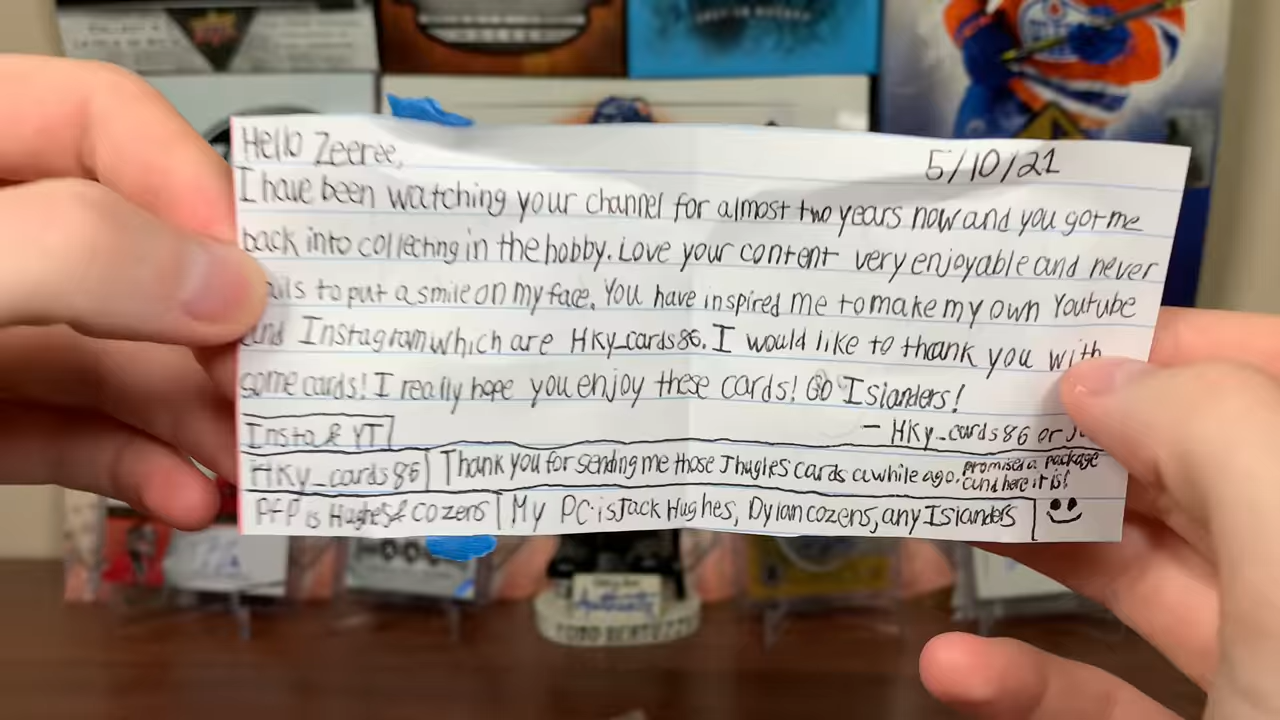 Hello Zeeree,
5/10/21
I have been watching your channel for almost two years now and you got me
back into collecting in the hobby. Love your content very enjoyable and never
ails to put a smile on my face. You have inspired me to make my own Youtube
and Instagram which are Hky_cards86. I would like to thank you with
some cards! I really hope you enjoy these cards! GO Islanders!
- HKy_cards86 or
Insta & YT
HKy_cards86
Thank you for sending me those J hughes cards awhile ago. promised a package
and here it is!
PFP is Hughes & cozens
My PC is Jack Hughes, Dylan cozens, any Islanders
Authentic
TODD BERTUZZI